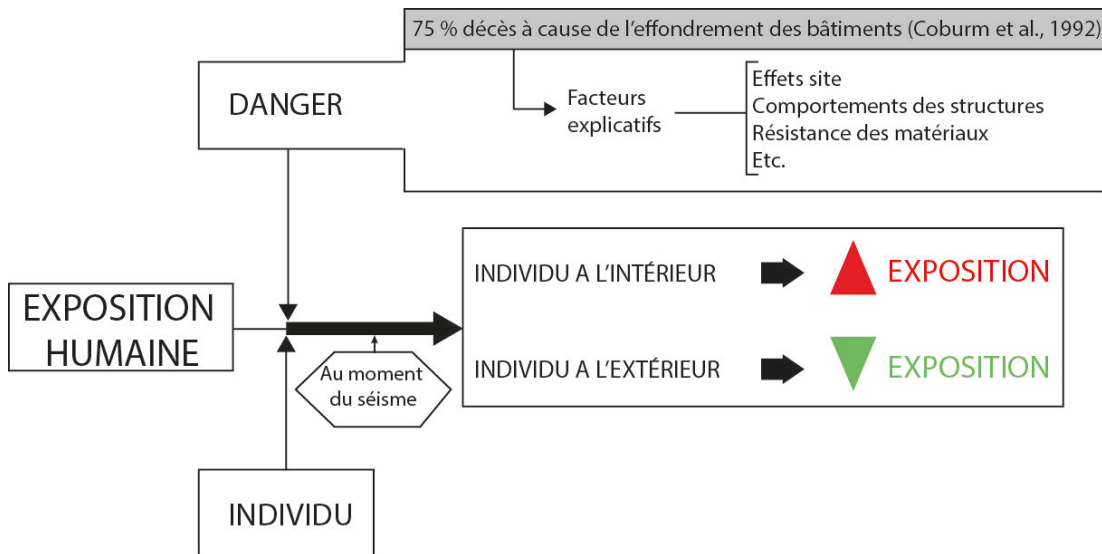 75 % décès à cause de l'effondrement des bâtiments (Coburm et al., 1992)
DANGER
Facteurs
explicatifs
Effets site
Comportements des structures
Résistance des matériaux
Etc.
EXPOSITION
HUMAINE
Au moment
du séisme
INDIVIDU A L'INTÉRIEUR
EXPOSITION
INDIVIDU A L'EXTÉRIEUR
EXPOSITION
INDIVIDU